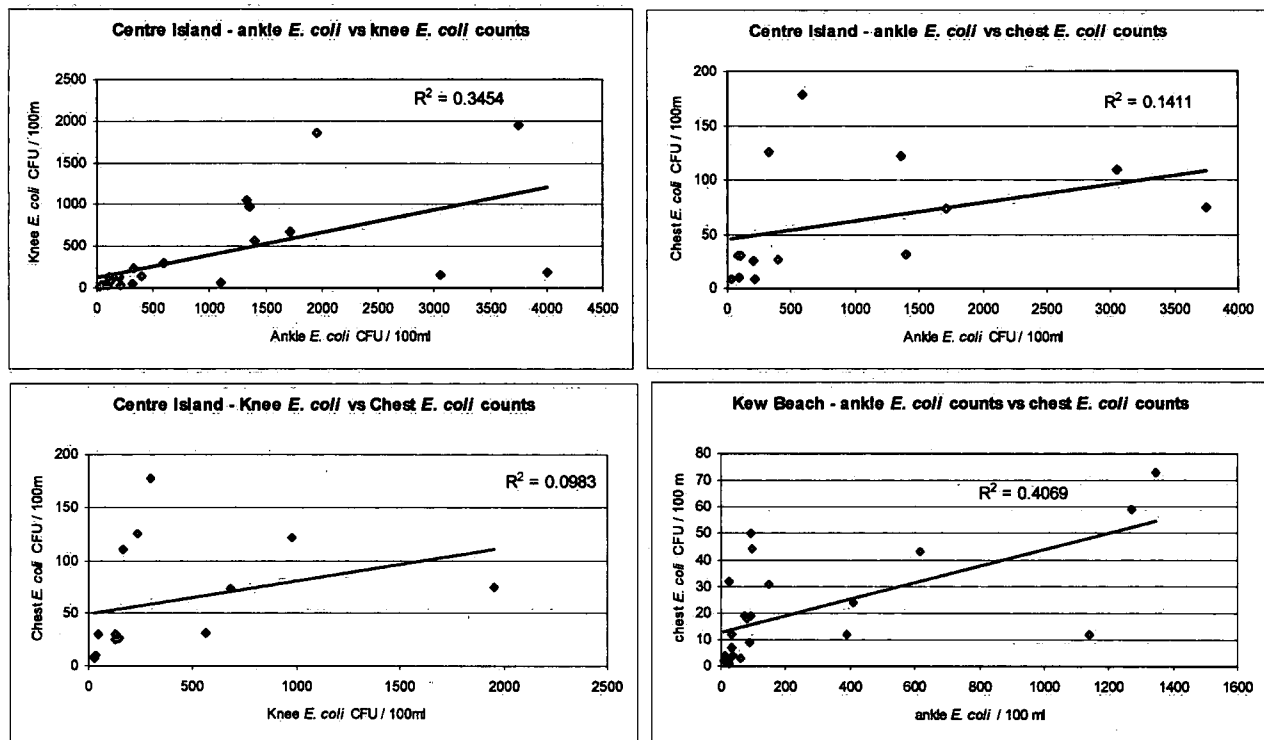 Centre Island - ankle E. coli vs knee E. coli counts
Knee E. coli CFU / 100m
2500
2000
1500
1000
500
0
R² = 0.3454
0 500 1000 1500 2000 2500 3000 3500 4000 4500
Ankle E. coli CFU / 100ml
Centre Island - ankle E. coli vs chest E. coli counts
Chest E. coli CFU / 100m
200
150
100
50
0
R² = 0.1411
0 500 1000 1500 2000 2500 3000 3500 4000
Ankle E. coli CFU / 100ml
Centre Island - Knee E. coli vs Chest E. coli counts
Chest E. coli CFU / 100m
200
150
100
50
0
R² = 0.0983
0 500 1000 1500 2000 2500
Knee E. coli CFU / 100ml
Kew Beach - ankle E. coli counts vs chest E. coli counts
chest E. coli CFU / 100 m
80
70
60
50
40
30
20
10
0
R² = 0.4069
0 200 400 600 800 1000 1200 1400 1600
ankle E. coli / 100 ml